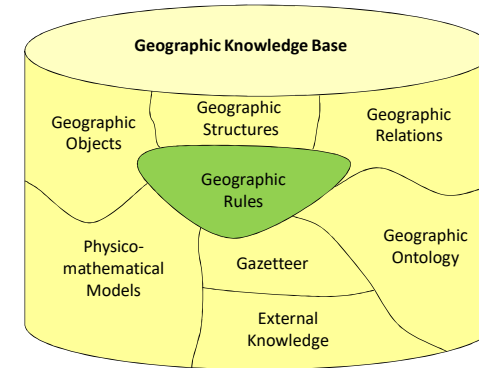 Geographic Knowledge Base
Geographic
Objects
Geographic
Structures
Geographic
Relations
Geographic
Rules
Physico-
mathematical
Models
Gazetteer
Geographic
Ontology
External
Knowledge